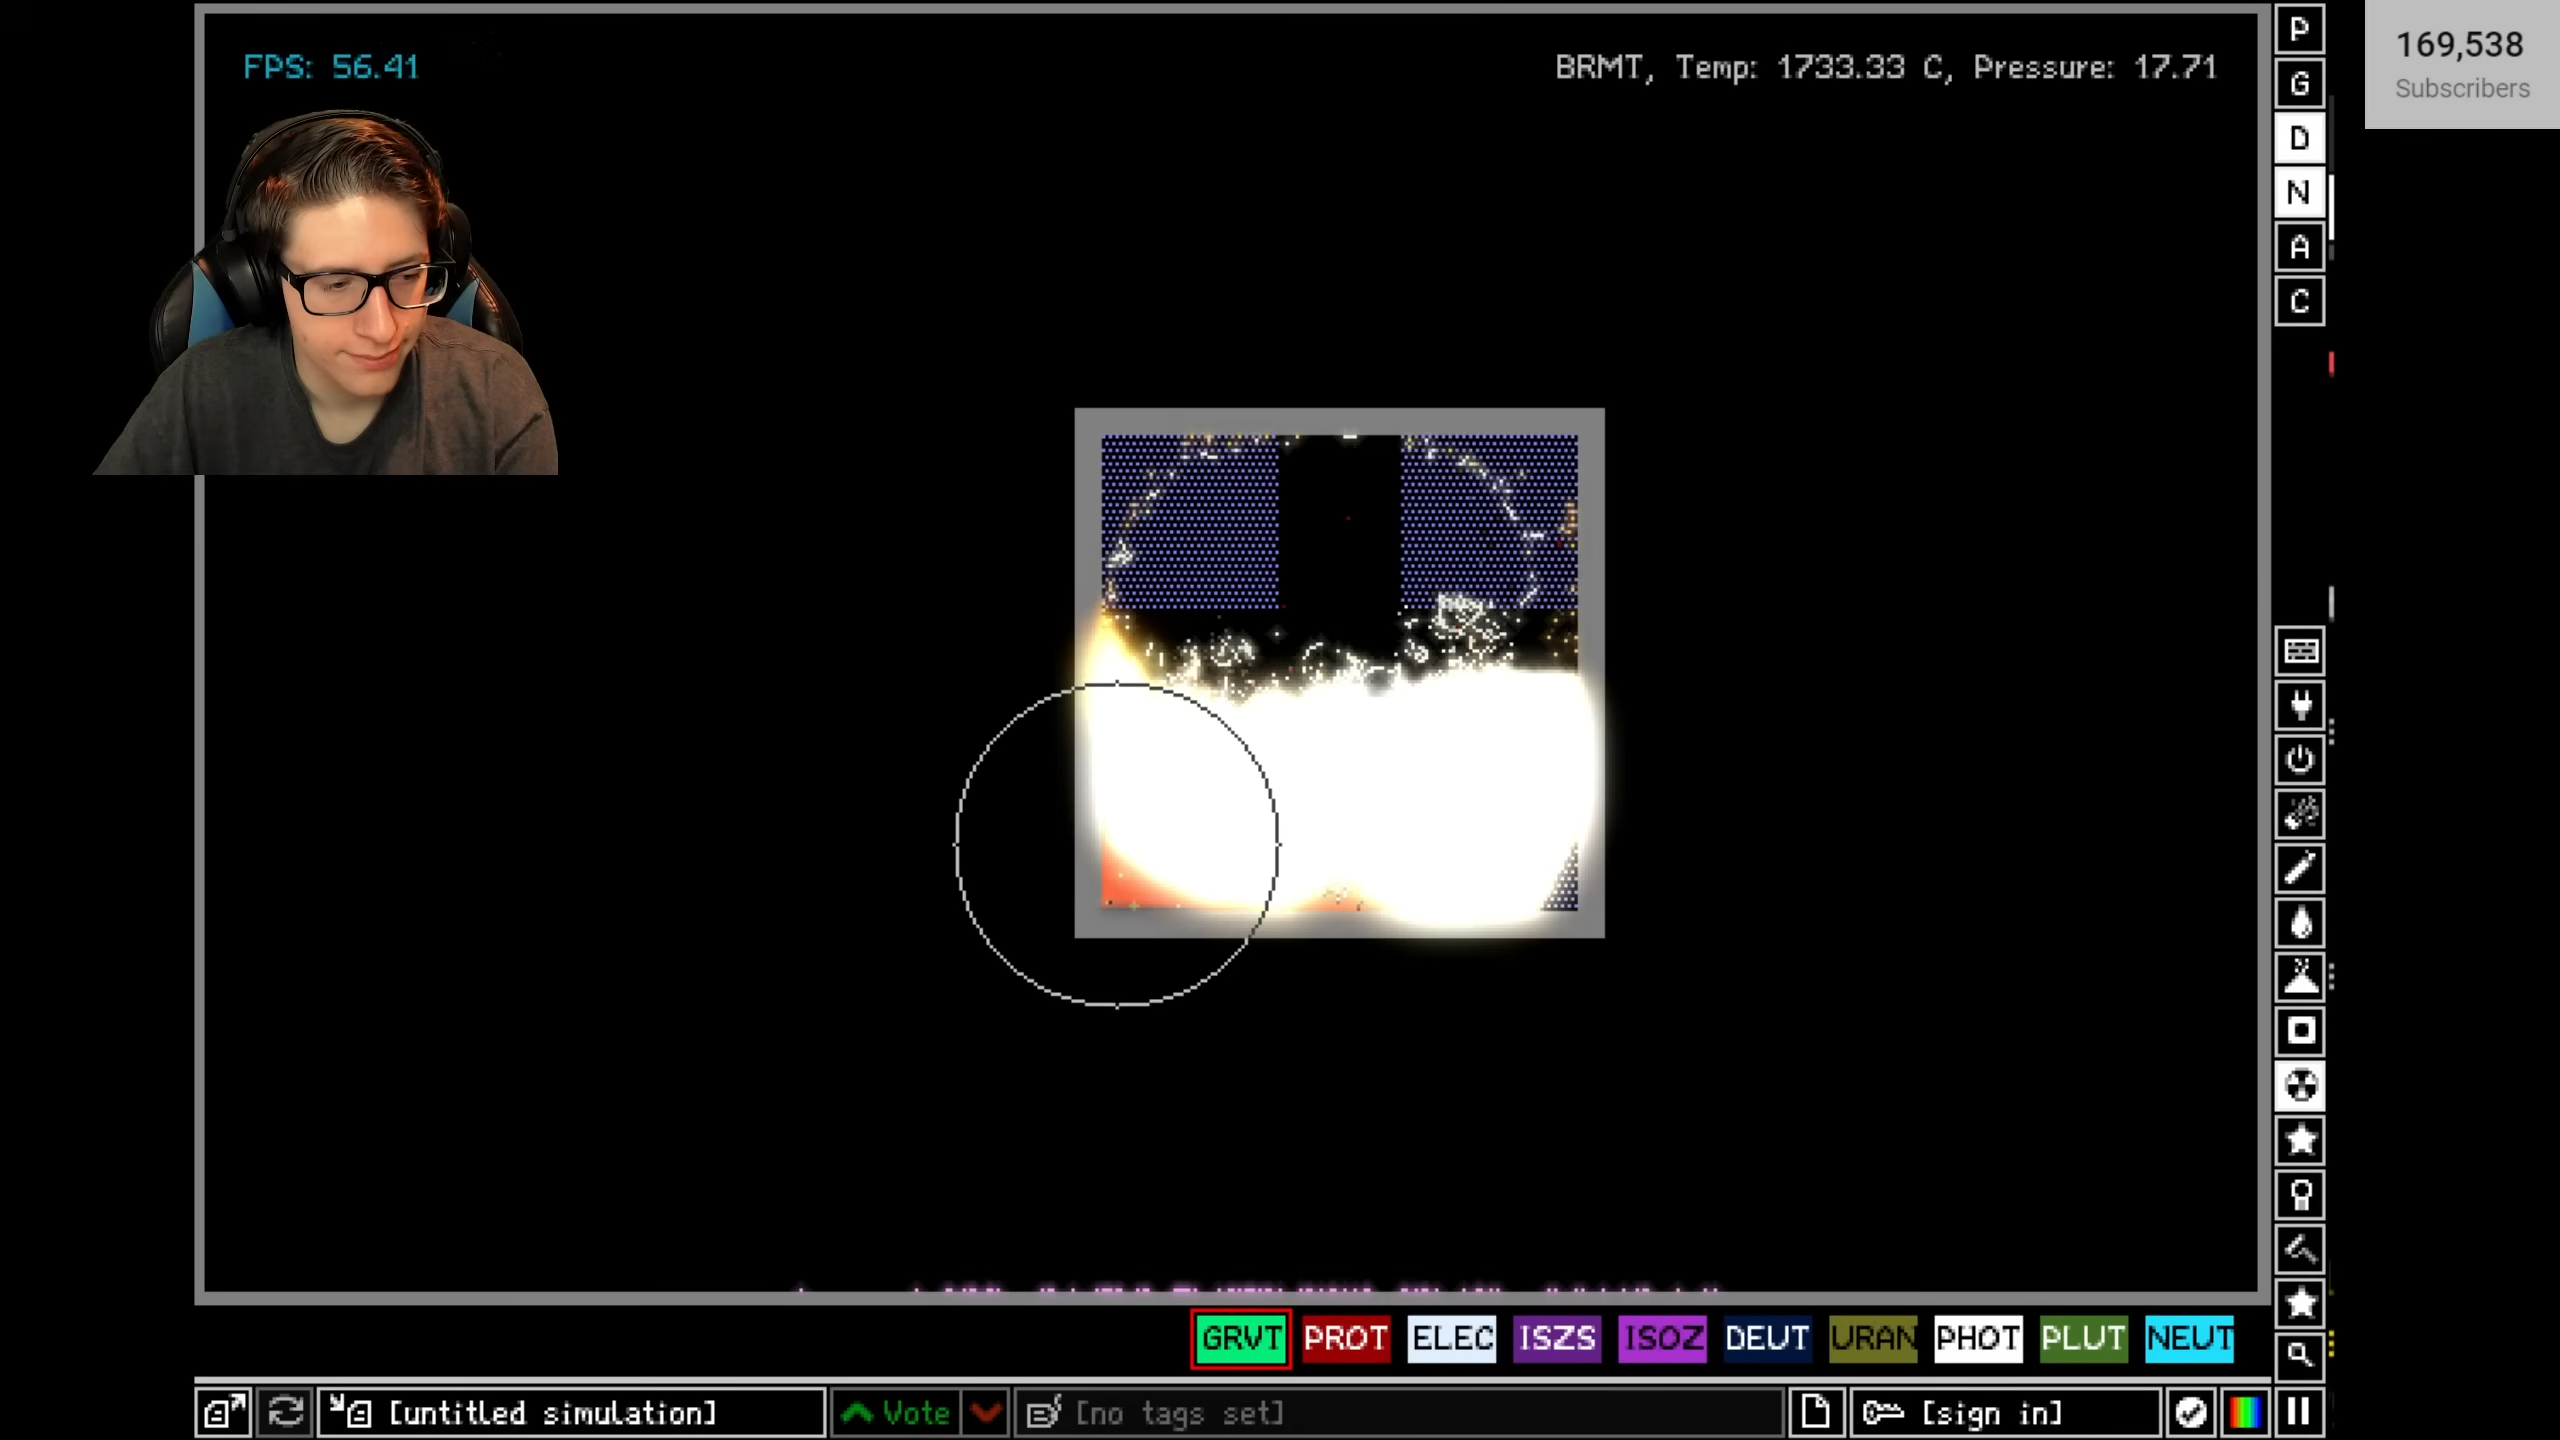 FPS: 56.41
BRMT, Temp: 1733.33 C, Pressure: 17.71
169,538
Subscribers
P
G
D
N
A
C
GRVT PROT ELEC ISZS ISOZ DEUT URAN PHOT PLUT NEUT
[untitled simulation] Vote [no tags set] [sign in]